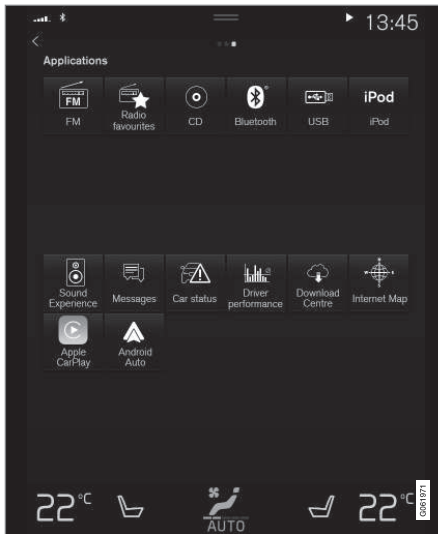 13:45
Applications
FM
FM
Radio
favourites
CD
Bluetooth
USB
iPod
iPod
Sound
Experience
Messages
Car status
Driver
performance
Download
Centre
Internet Map
Apple
CarPlay
Android
Auto
22°C
AUTO
22°C
G061971